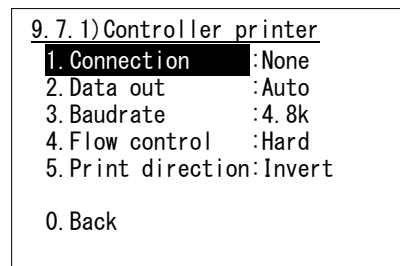 9.7.1)Controller printer
1.Connection :None
2.Data out :Auto
3.Baudrate :4.8k
4.Flow control :Hard
5.Print direction:Invert
0.Back